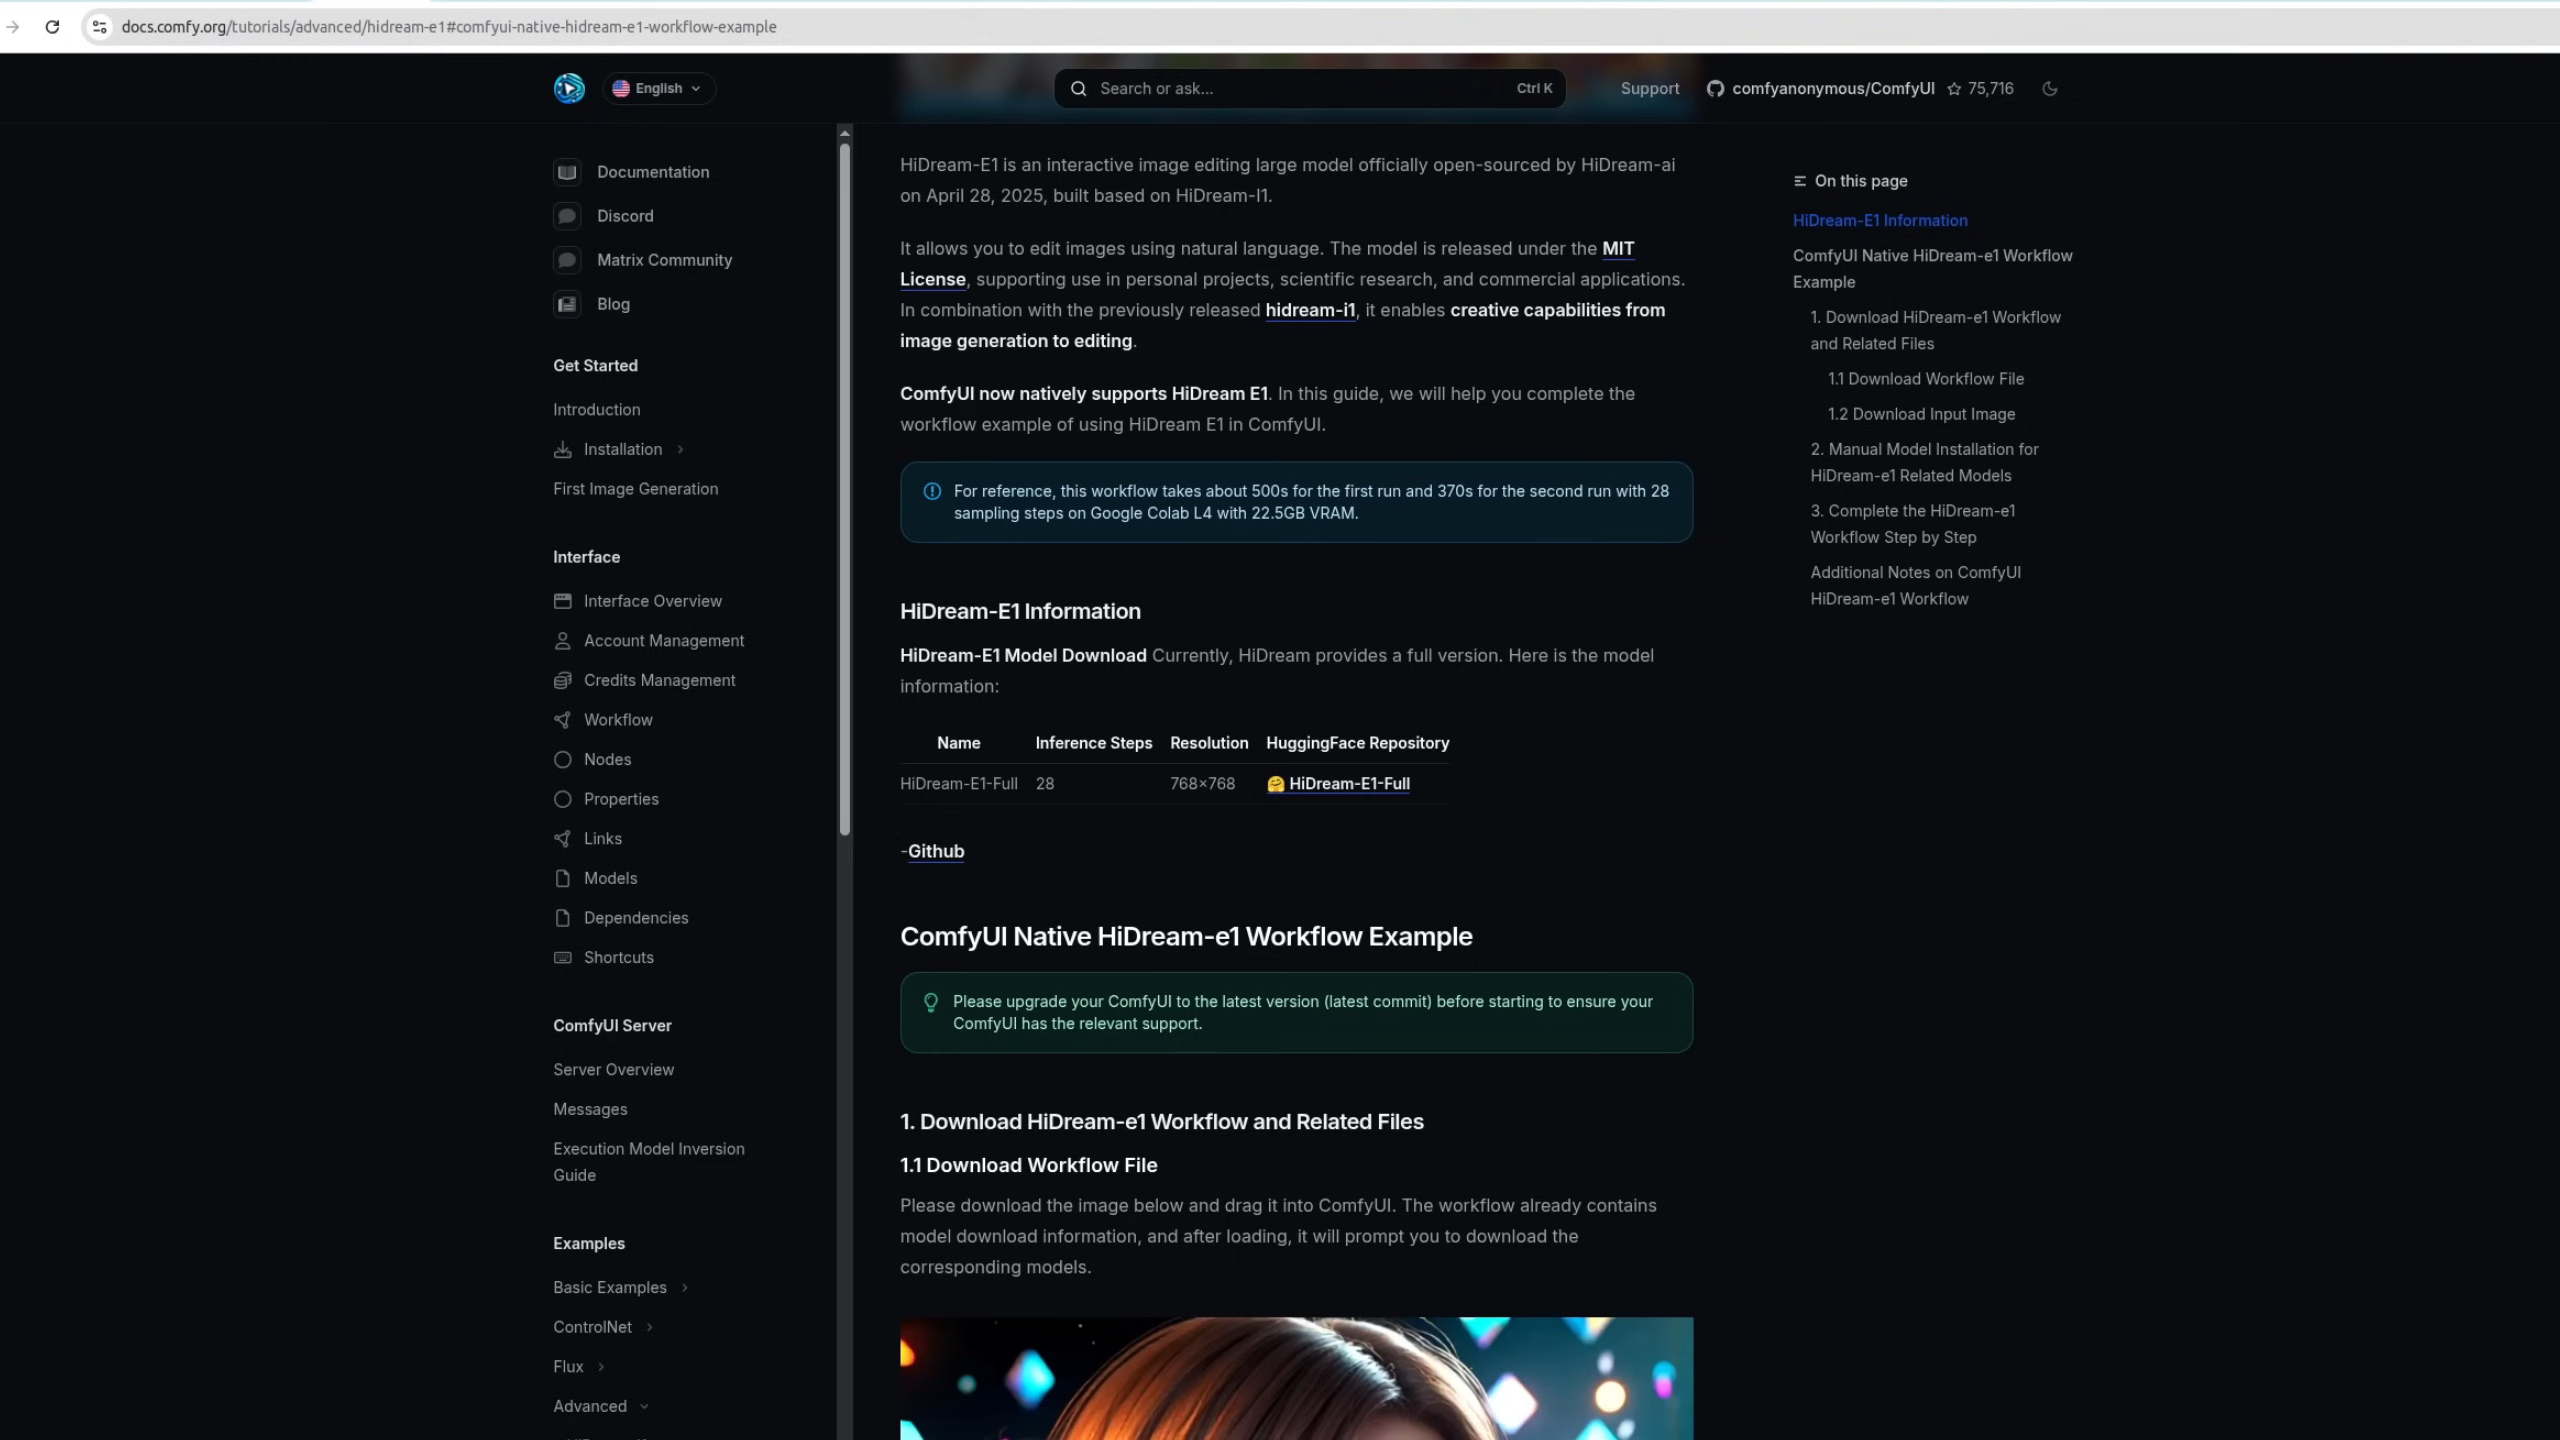 docs.comfy.org/tutorials/advanced/hidream-e1#comfyui-native-hidream-e1-workflow-example
English
Search or ask...
Ctrl K
Support
comfyanonymous/ComfyUI
75,716
Documentation
Discord
Matrix Community
Blog
Get Started
Introduction
Installation
First Image Generation
Interface
Interface Overview
Account Management
Credits Management
Workflow
Nodes
Properties
Links
Models
Dependencies
Shortcuts
ComfyUI Server
Server Overview
Messages
Execution Model Inversion
Guide
Examples
Basic Examples
ControlNet
Flux
Advanced
HiDream-E1 is an interactive image editing large model officially open-sourced by HiDream-ai
on April 28, 2025, built based on HiDream-I1.
It allows you to edit images using natural language. The model is released under the MIT
License, supporting use in personal projects, scientific research, and commercial applications.
In combination with the previously released hidream-i1, it enables creative capabilities from
image generation to editing.
ComfyUI now natively supports HiDream E1. In this guide, we will help you complete the
workflow example of using HiDream E1 in ComfyUI.
For reference, this workflow takes about 500s for the first run and 370s for the second run with 28
sampling steps on Google Colab L4 with 22.5GB VRAM.
HiDream-E1 Information
HiDream-E1 Model Download Currently, HiDream provides a full version. Here is the model
information:
Name Inference Steps Resolution HuggingFace Repository
HiDream-E1-Full 28 768×768 🤗 HiDream-E1-Full
-Github
ComfyUI Native HiDream-e1 Workflow Example
Please upgrade your ComfyUI to the latest version (latest commit) before starting to ensure your
ComfyUI has the relevant support.
1. Download HiDream-e1 Workflow and Related Files
1.1 Download Workflow File
Please download the image below and drag it into ComfyUI. The workflow already contains
model download information, and after loading, it will prompt you to download the
corresponding models.
On this page
HiDream-E1 Information
ComfyUI Native HiDream-e1 Workflow
Example
1. Download HiDream-e1 Workflow
and Related Files
1.1 Download Workflow File
1.2 Download Input Image
2. Manual Model Installation for
HiDream-e1 Related Models
3. Complete the HiDream-e1
Workflow Step by Step
Additional Notes on ComfyUI
HiDream-e1 Workflow